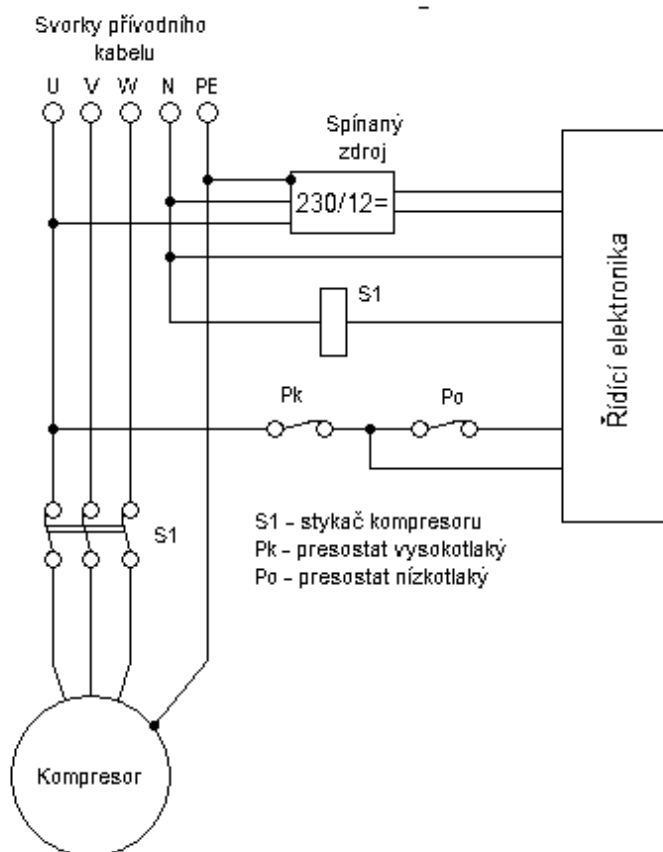 Svorky přívodního
kabelu
U V W N PE
Spínaný
zdroj
230/12=
S1
Řídící elektronika
Pk Po
S1
S1 - stykač kompresoru
Pk - presostat vysokotlaký
Po - presostat nízkotlaký
Kompresor